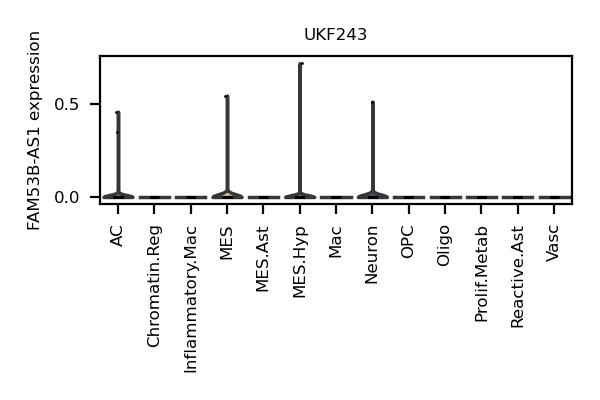 UKF243
FAM53B-AS1 expression
0.5
0.0
AC
Chromatin.Reg
Inflammatory.Mac
MES
MES.Ast
MES.Hyp
Mac
Neuron
OPC
Oligo
Prolif.Metab
Reactive.Ast
Vasc